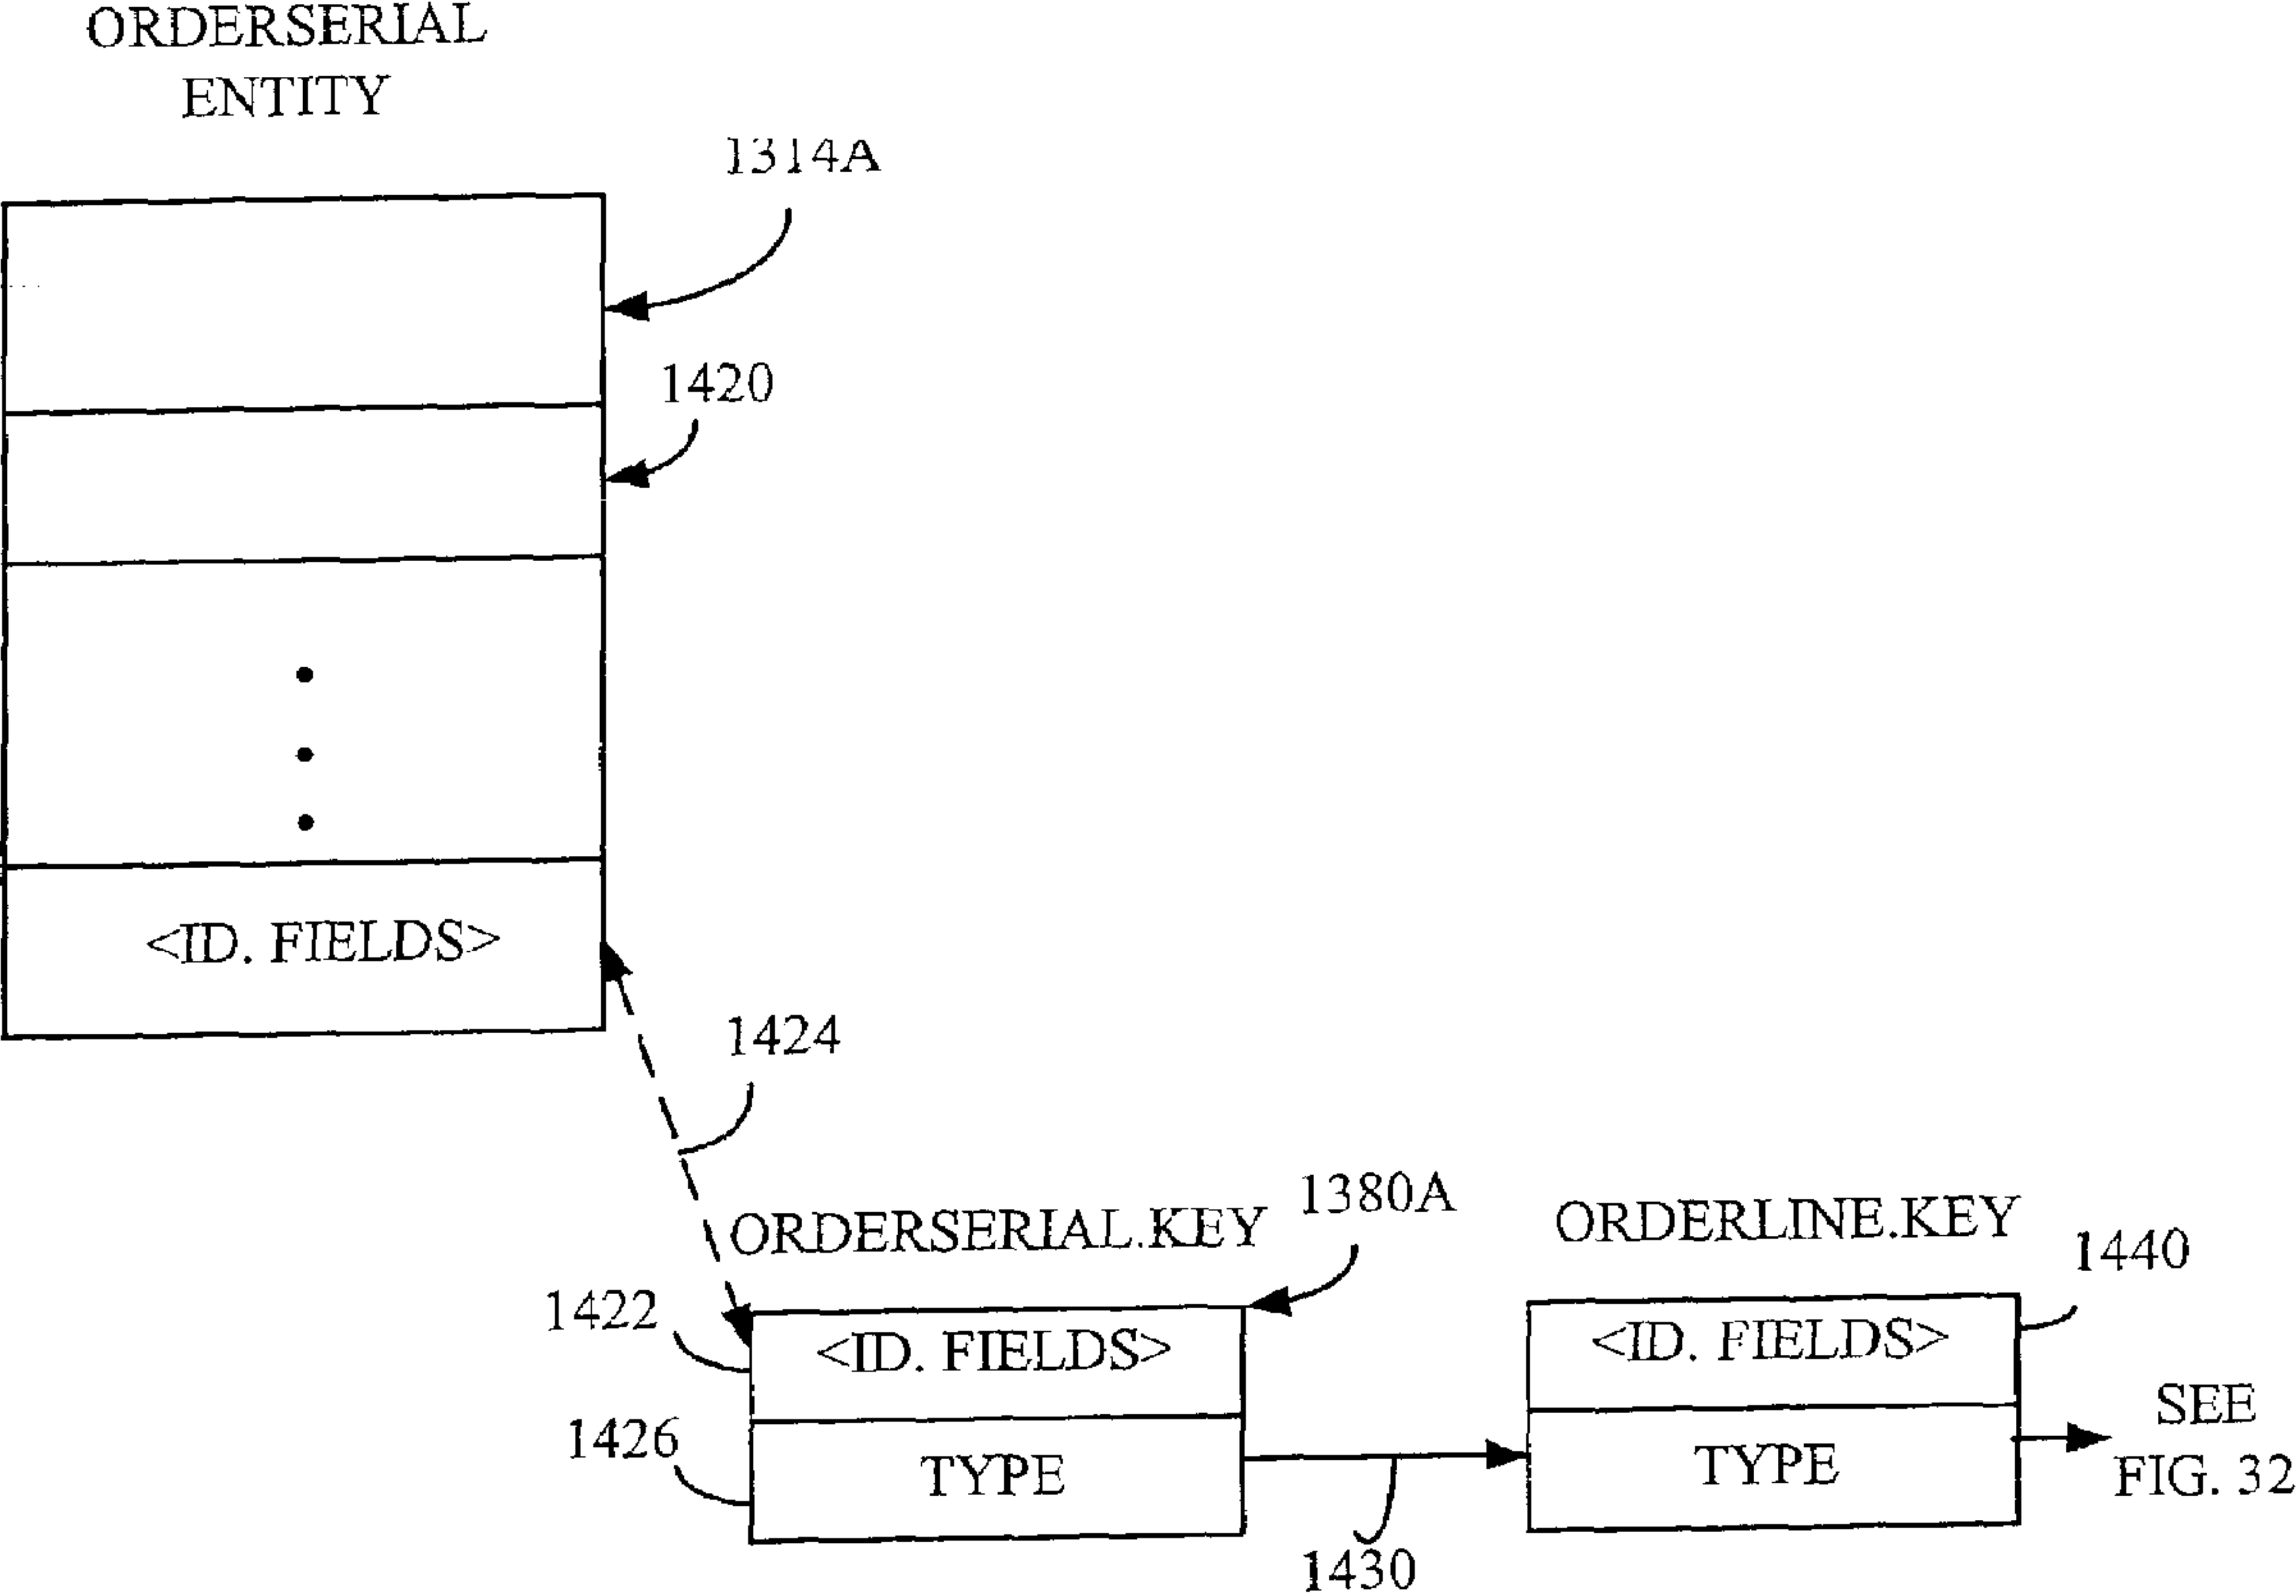 ORDERSERIAL
ENTITY
1314A
1420
<ID. FIELDS>
1424
ORDERSERIAL.KEY
1380A
ORDERLINE.KEY
1440
1422
<ID. FIELDS>
<ID. FIELDS>
1426
TYPE
TYPE
SEE
FIG. 32
1430